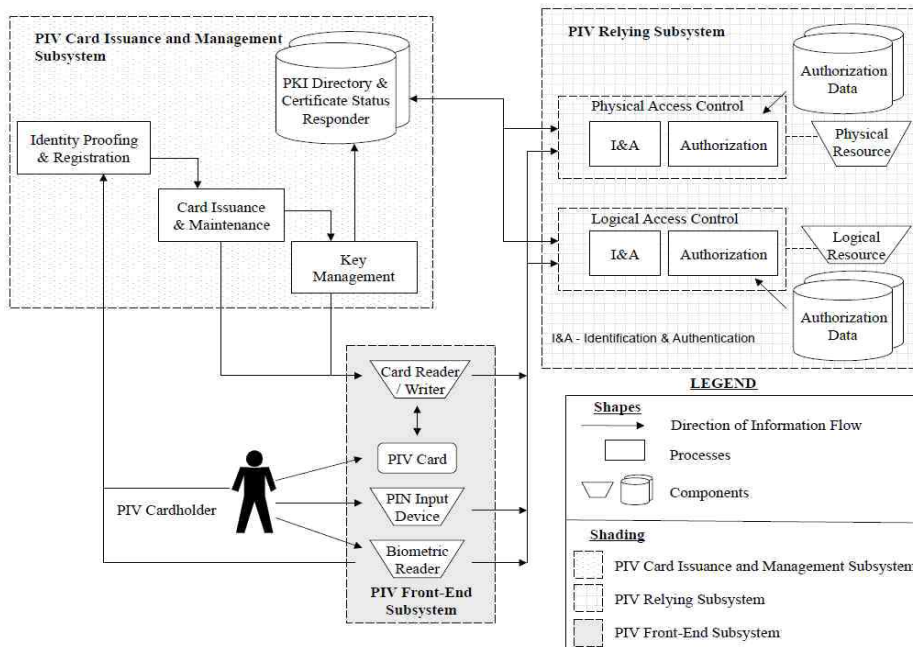 PIV Card Issuance and Management
Subsystem
PKI Directory &
Certificate Status
Responder
Identity Proofing
& Registration
Card Issuance
& Maintenance
Key
Management
PIV Relying Subsystem
Authorization
Data
Physical Access Control
I&A
Authorization
Physical
Resource
Logical Access Control
I&A
Authorization
Logical
Resource
Authorization
Data
I&A - Identification & Authentication
Card Reader
/ Writer
PIV Card
PIN Input
Device
Biometric
Reader
PIV Front-End
Subsystem
PIV Cardholder
LEGEND
Shapes
Direction of Information Flow
Processes
Components
Shading
PIV Card Issuance and Management Subsystem
PIV Relying Subsystem
PIV Front-End Subsystem